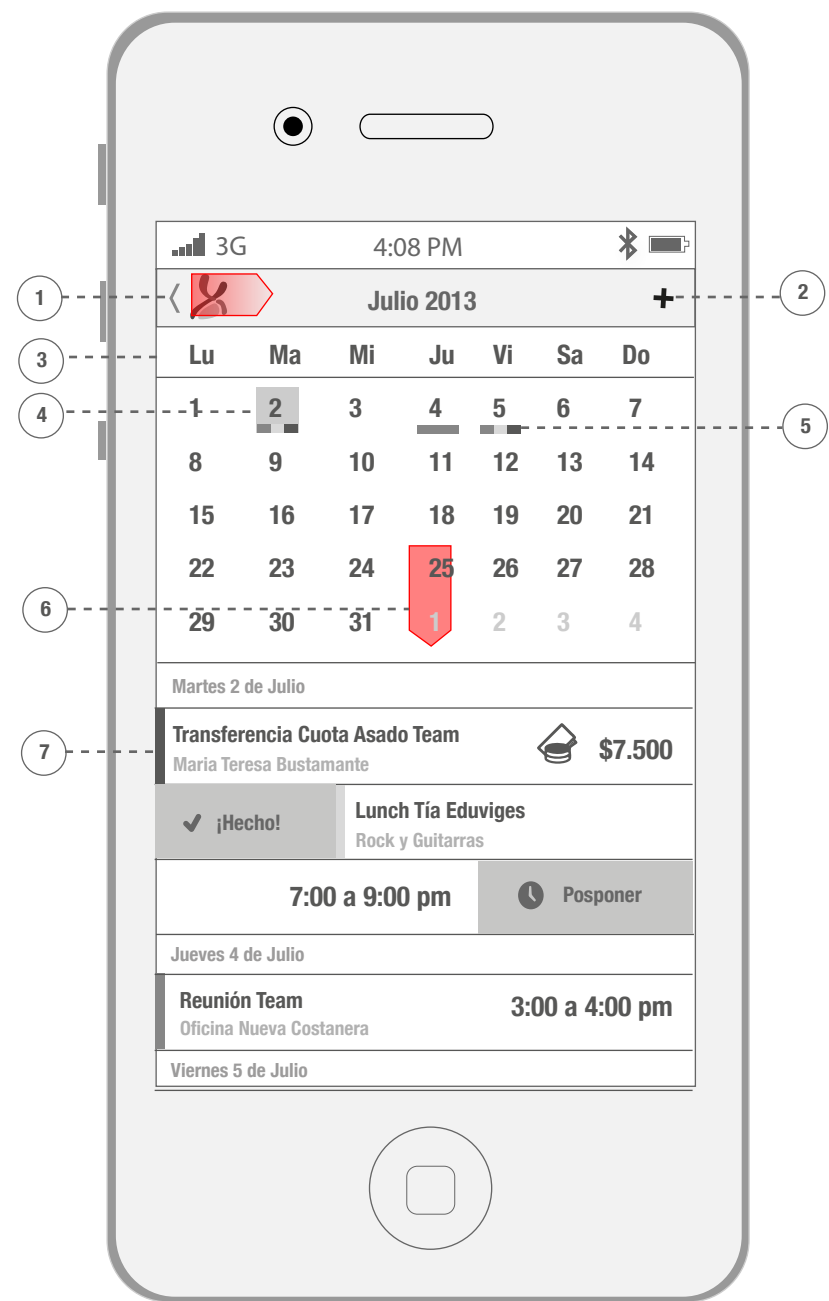 3G 4:08 PM
1 Julio 2013 + 2
3 Lu Ma Mi Ju Vi Sa Do
4 1 2 3 4 5 6 7 5
8 9 10 11 12 13 14
15 16 17 18 19 20 21
22 23 24 25 26 27 28
6 29 30 31 1 2 3 4
Martes 2 de Julio
7 Transferencia Cuota Asado Team $7.500
Maria Teresa Bustamante
¡Hecho! Lunch Tía Eduviges
Rock y Guitarras
7:00 a 9:00 pm Posponer
Jueves 4 de Julio
Reunión Team 3:00 a 4:00 pm
Oficina Nueva Costanera
Viernes 5 de Julio